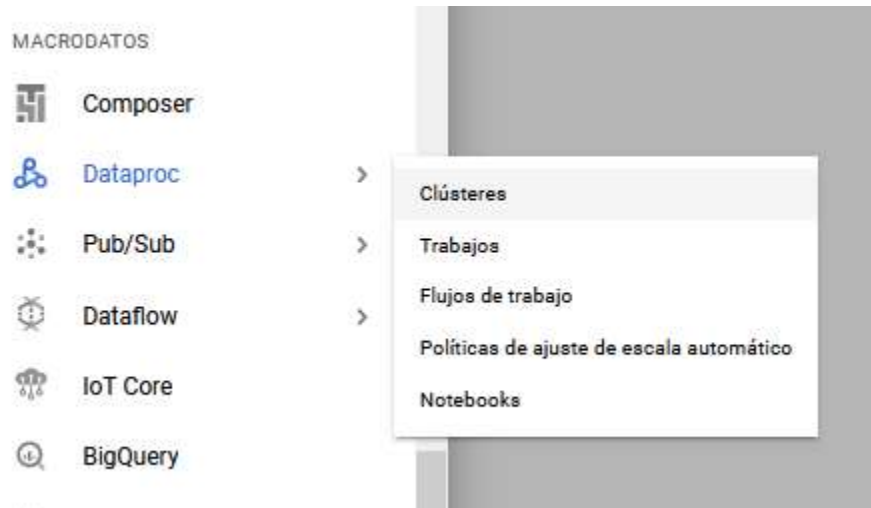 MACRODATOS
Composer
Dataproc
Pub/Sub
Dataflow
IoT Core
BigQuery
Clústeres
Trabajos
Flujos de trabajo
Políticas de ajuste de escala automático
Notebooks